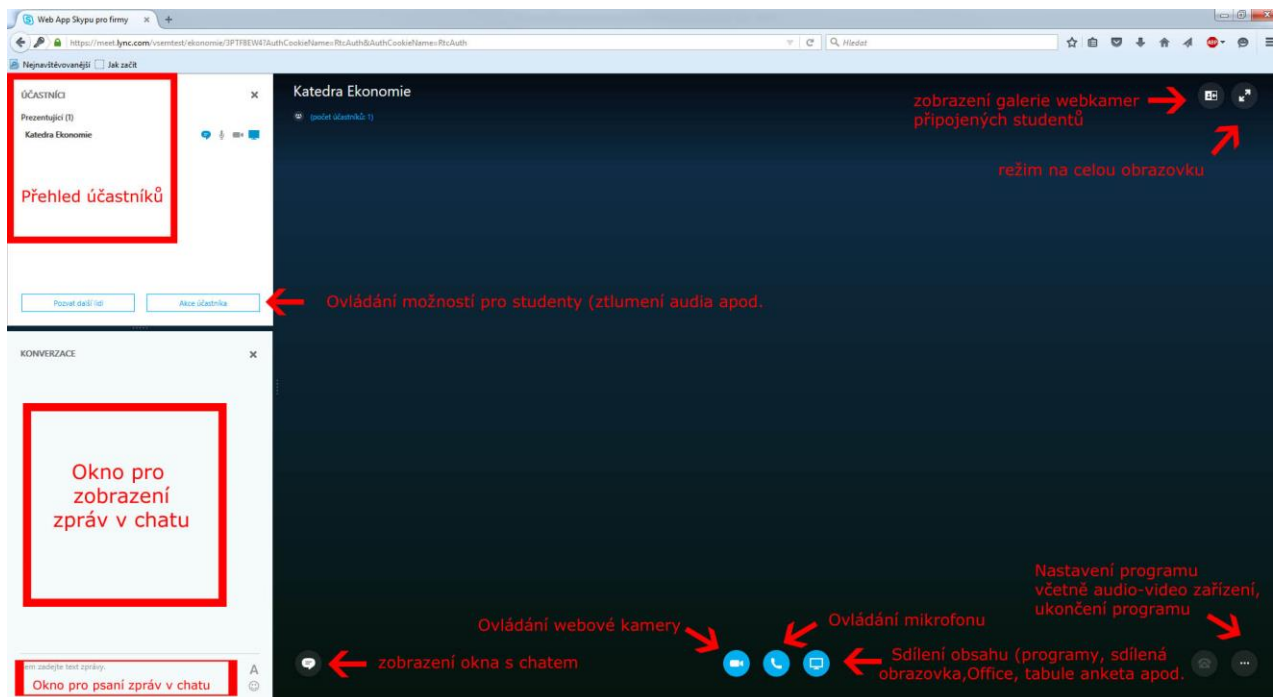 Web App Skypu pro firmy
https://meet.lync.com/vsemtest/ekonomie/3PTF8EW4?AuthCookieName=RtcAuth&AuthCookieName=RtcAuth
Hledat
Nejnavštěvovanější
Jak začít
ÚČASTNÍCI
Prezentující (1)
Katedra Ekonomie
Přehled účastníků
Pozvat další lidi
Akce účastníka
KONVERZACE
Okno pro
zobrazení
zpráv v chatu
em zadejte text zprávy.
A
Okno pro psaní zpráv v chatu
Katedra Ekonomie
(počet účastníků: 1)
zobrazení galerie webkamer
připojených studentů
režim na celou obrazovku
Ovládání možností pro studenty (ztlumení audia apod.
Nastavení programu
včetně audio-video zařízení,
ukončení programu
Ovládání webové kamery
Ovládání mikrofonu
zobrazení okna s chatem
Sdílení obsahu (programy, sdílená
obrazovka,Office, tabule anketa apod.